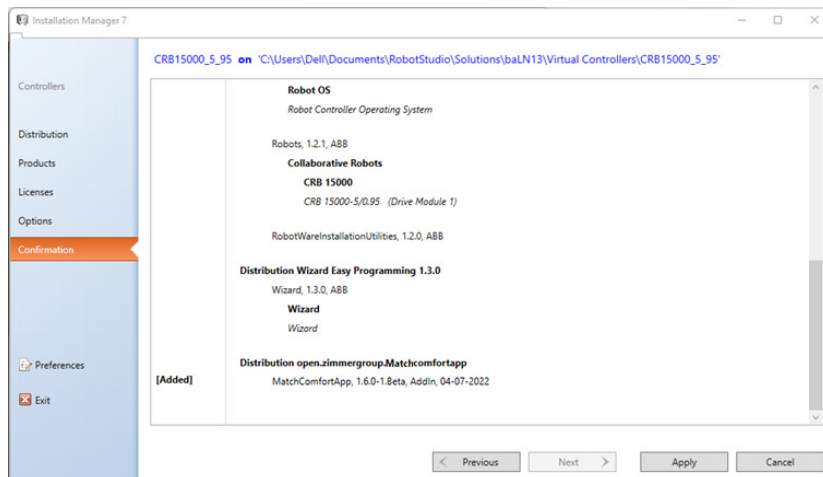 Installation Manager 7
CRB15000_5_95 on 'C:\Users\Dell\Documents\RobotStudio\Solutions\baLN13\Virtual Controllers\CRB15000_5_95'
Controllers
Distribution
Products
Licenses
Options
Confirmation
Preferences
Exit
Robot OS
Robot Controller Operating System
Robots, 1.2.1, ABB
Collaborative Robots
CRB 15000
CRB 15000-5/0.95 (Drive Module 1)
RobotWareInstallationUtilities, 1.2.0, ABB
Distribution Wizard Easy Programming 1.3.0
Wizard, 1.3.0, ABB
Wizard
Wizard
Distribution open.zimmergroup.Matchcomfortapp
[Added] MatchComfortApp, 1.6.0-1.Beta, AddIn, 04-07-2022
< Previous Next > Apply Cancel